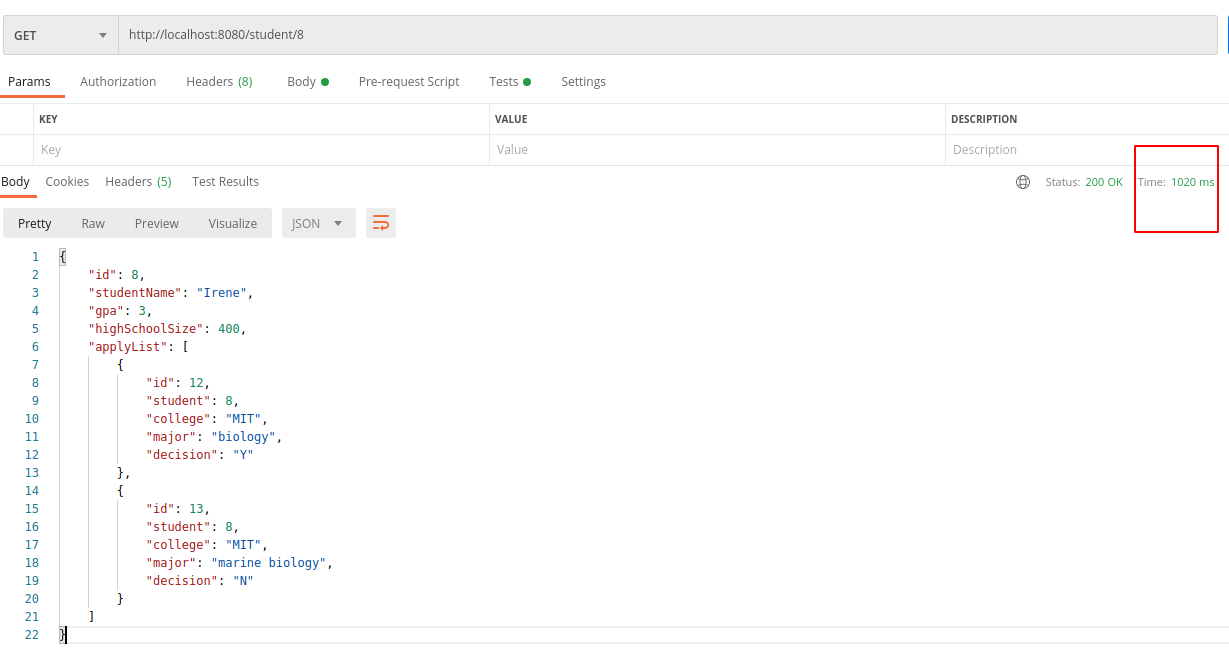 GET http://localhost:8080/student/8
Params Authorization Headers (8) Body Pre-request Script Tests Settings
KEY VALUE DESCRIPTION
Key Value Description
Body Cookies Headers (5) Test Results Status: 200 OK Time: 1020 ms
Pretty Raw Preview Visualize JSON
1 {
2 "id": 8,
3 "studentName": "Irene",
4 "gpa": 3,
5 "highSchoolSize": 400,
6 "applyList": [
7 {
8 "id": 12,
9 "student": 8,
10 "college": "MIT",
11 "major": "biology",
12 "decision": "Y"
13 },
14 {
15 "id": 13,
16 "student": 8,
17 "college": "MIT",
18 "major": "marine biology",
19 "decision": "N"
20 }
21 ]
22 }